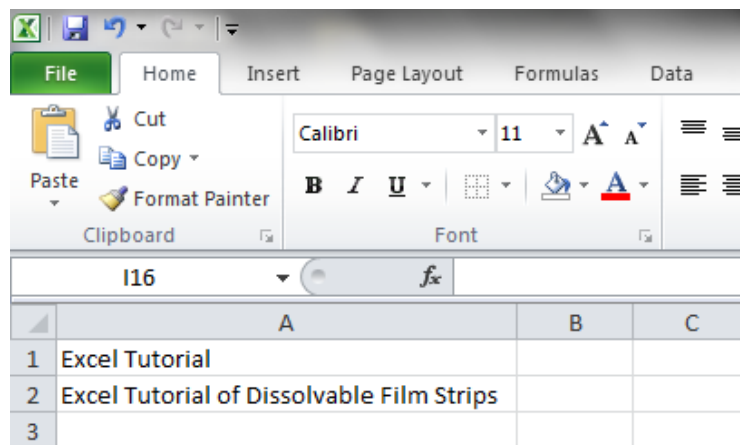 File Home Insert Page Layout Formulas Data
Cut
Calibri 11 A A
Copy
Paste
B I U A
Format Painter
Clipboard Font
I16 fx
A B C
1 Excel Tutorial
2 Excel Tutorial of Dissolvable Film Strips
3